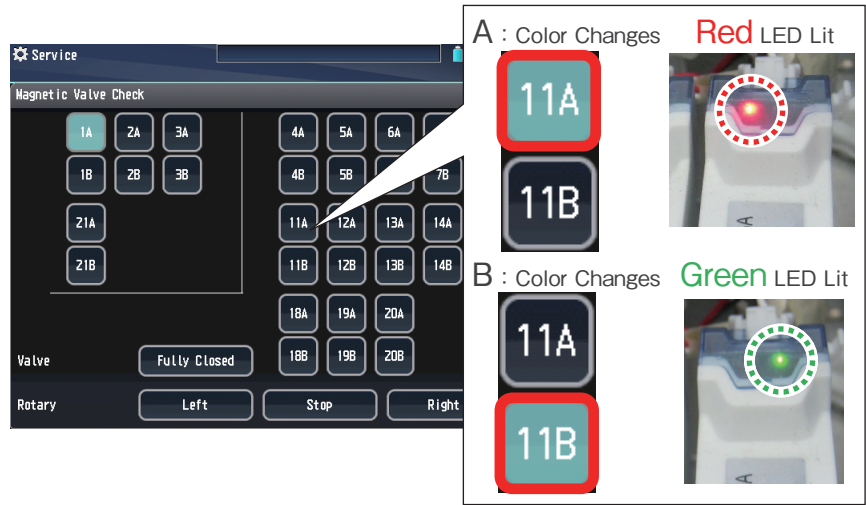 Service
Magnetic Valve Check
1A 2A 3A 4A 5A 6A
1B 2B 3B 4B 5B 6B 7B
21A 11A 12A 13A 14A
21B 11B 12B 13B 14B
18A 19A 20A
Valve Fully Closed 18B 19B 20B
Rotary Left Stop Right
A : Color Changes Red LED Lit
11A
11B
A
B : Color Changes Green LED Lit
11A
11B
A